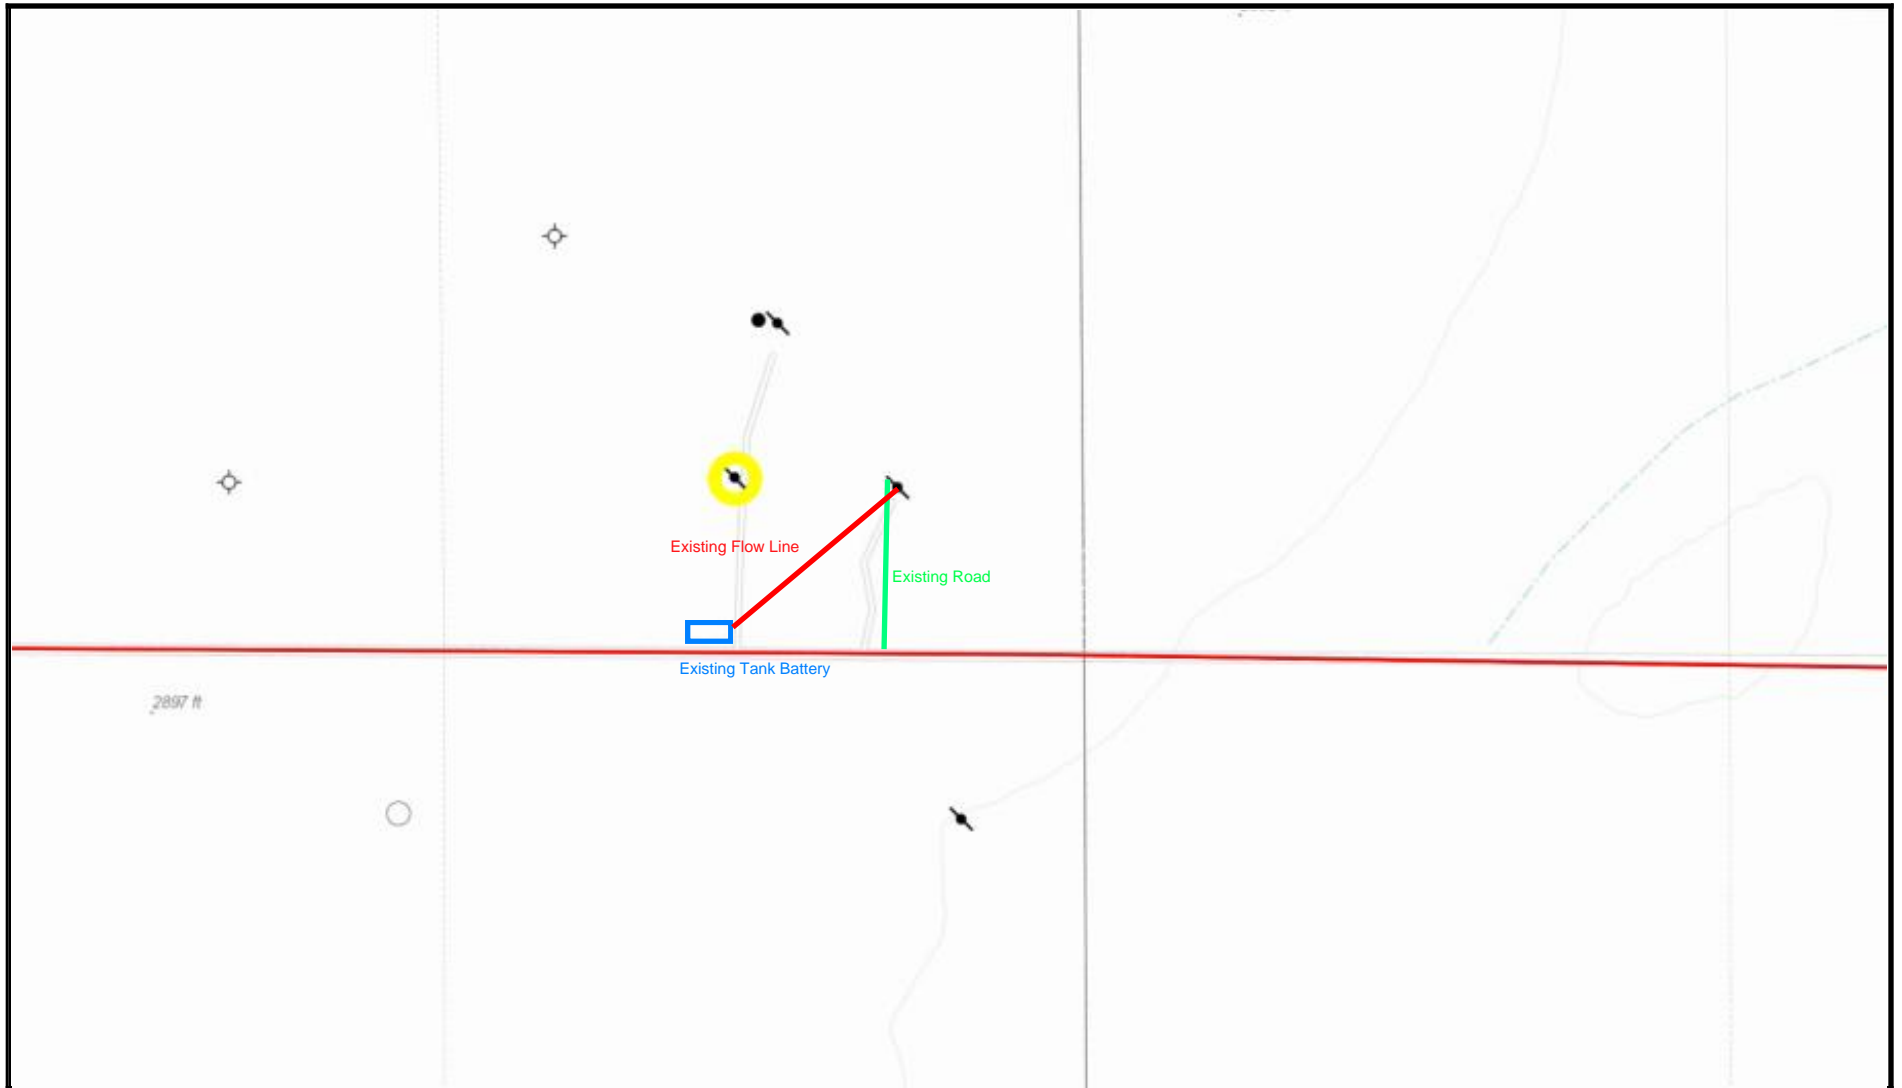 Existing Flow Line
Existing Road
Existing Tank Battery
2897 ft